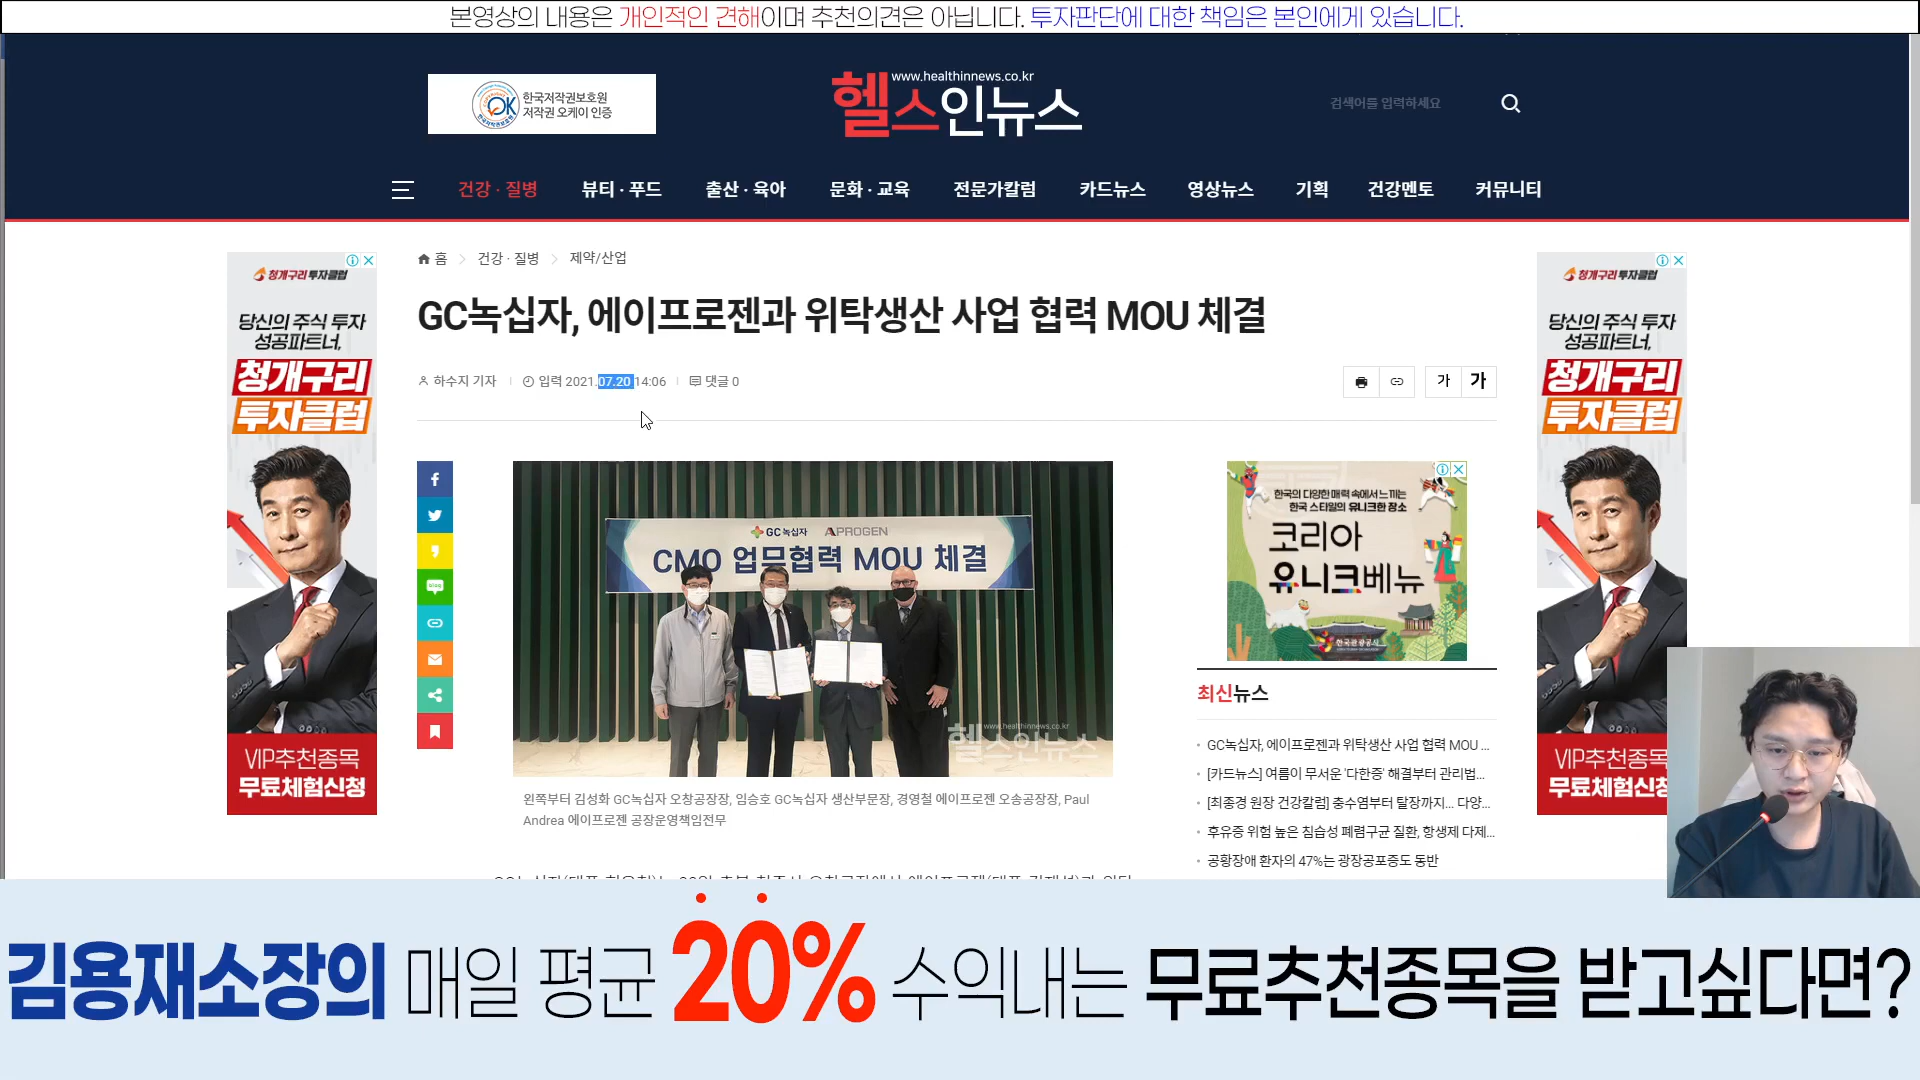 본영상의 내용은 개인적인 견해이며 추천의견은 아닙니다. 투자판단에 대한 책임은 본인에게 있습니다.
한국저작권보호원
저작권 오케이 인증
www.healthinnews.co.kr
헬스인뉴스
검색어를 입력하세요
건강 · 질병 뷰티 · 푸드 출산 · 육아 문화 · 교육 전문가칼럼 카드뉴스 영상뉴스 기획 건강멘토 커뮤니티
홈 건강 · 질병 제약/산업
GC녹십자, 에이프로젠과 위탁생산 사업 협력 MOU 체결
하수지 기자 입력 2021.07.20 14:06 댓글 0
가 가
청개구리 투자클럽
당신의 주식 투자
성공파트너,
청개구리
투자클럽
VIP추천종목
무료체험신청
GC녹십자 APROGEN
CMO 업무협력 MOU 체결
www.healthinnews.co.kr
헬스인뉴스
왼쪽부터 김성화 GC녹십자 오창공장장, 임승호 GC녹십자 생산부문장, 경영철 에이프로젠 오송공장장, Paul
Andrea 에이프로젠 공장운영책임전무
한국의 다양한 매력 속에서 느끼는
한국 스타일의 유니크한 장소
코리아
유니크베뉴
한국관광공사
최신뉴스
GC녹십자, 에이프로젠과 위탁생산 사업 협력 MOU ...
[카드뉴스] 여름이 무서운 '다한증' 해결부터 관리법...
[최종경 원장 건강칼럼] 충수염부터 탈장까지... 다양...
후유증 위험 높은 침습성 폐렴구균 질환, 항생제 다제...
공황장애 환자의 47%는 광장공포증도 동반
청개구리 투자클럽
당신의 주식 투자
성공파트너,
청개구리
투자클럽
VIP추천종목
무료체험신
김용재소장의 매일 평균 20% 수익내는 무료추천종목을 받고싶다면?